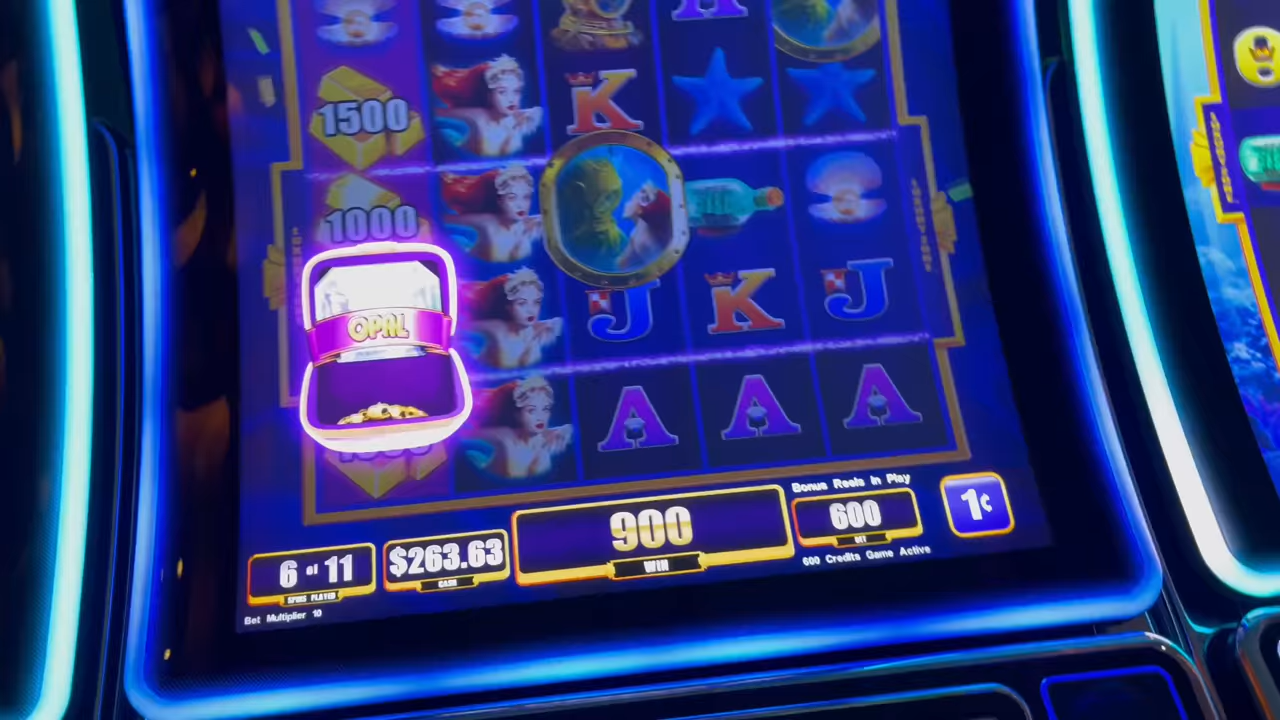 A
1500
K
1000
OPAL
J
K
J
A
A
A
Bonus Reels In Play
900
WIN
600
BET
1¢
6 of 11
SPINS PLAYED
$263.63
CASH
600 Credits Game Active
Bet Multiplier 10